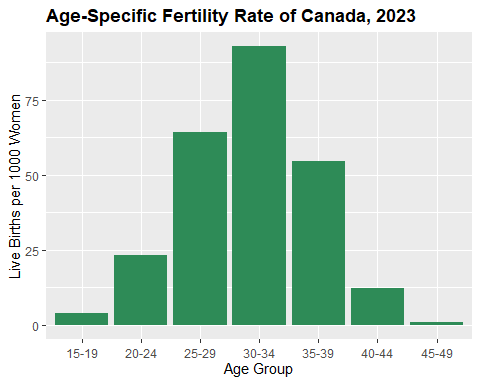 Age-Specific Fertility Rate of Canada, 2023
Live Births per 1000 Women
75
50
25
0
15-19 20-24 25-29 30-34 35-39 40-44 45-49
Age Group